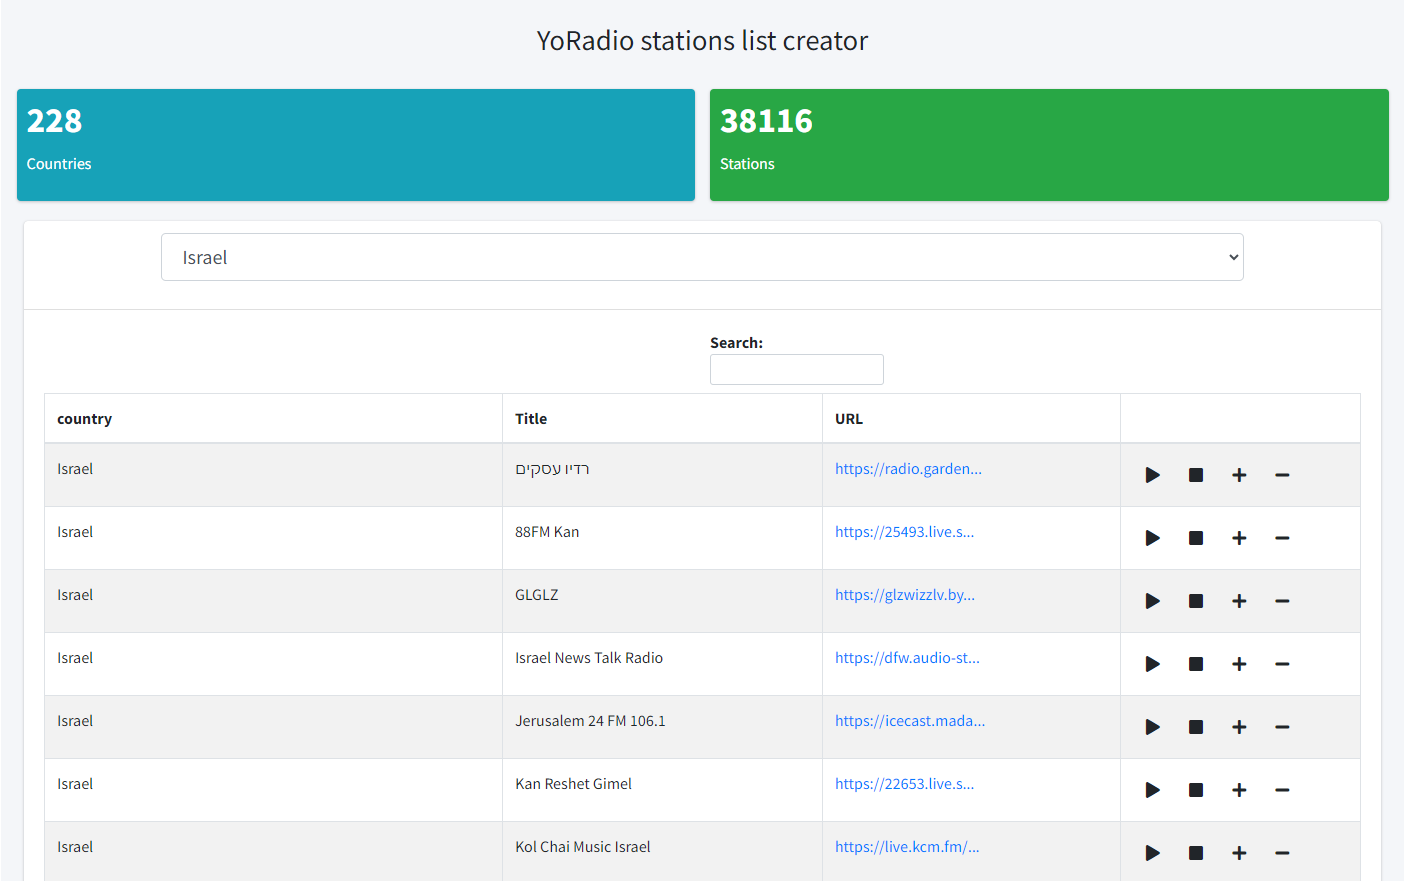 YoRadio stations list creator
228
Countries
38116
Stations
Israel
Search:
country Title URL
Israel רדיו עסקים https://radio.garden...
Israel 88FM Kan https://25493.live.s...
Israel GLGLZ https://glzwizzlv.by...
Israel Israel News Talk Radio https://dfw.audio-st...
Israel Jerusalem 24 FM 106.1 https://icecast.mada...
Israel Kan Reshet Gimel https://22653.live.s...
Israel Kol Chai Music Israel https://live.kcm.fm/...